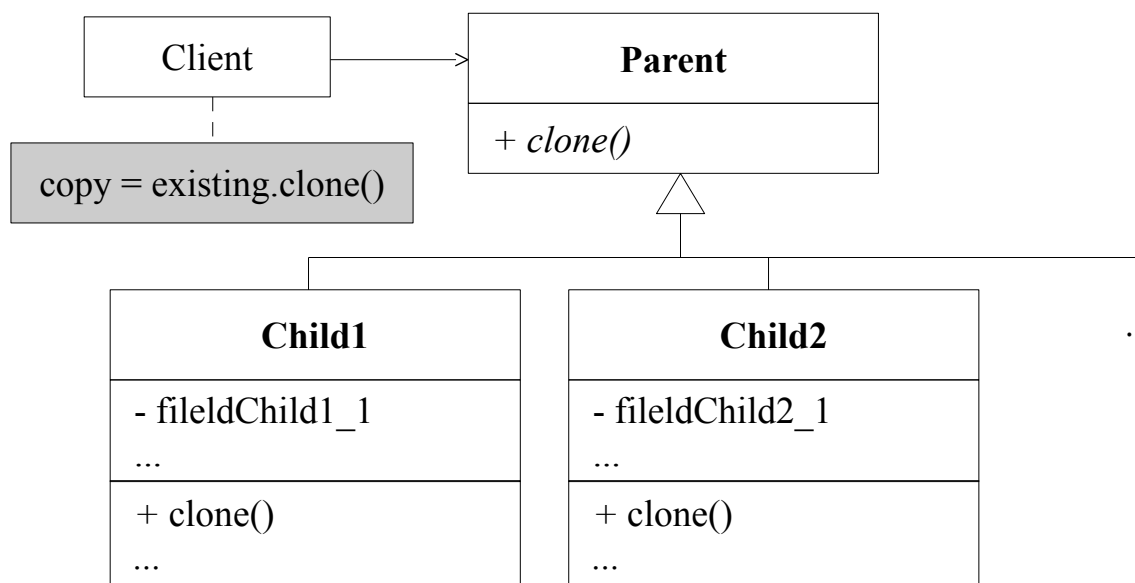 Client
Parent
+ clone()
copy = existing.clone()
Child1
Child2
.
- fileldChild1_1
...
- fileldChild2_1
...
+ clone()
...
+ clone()
...